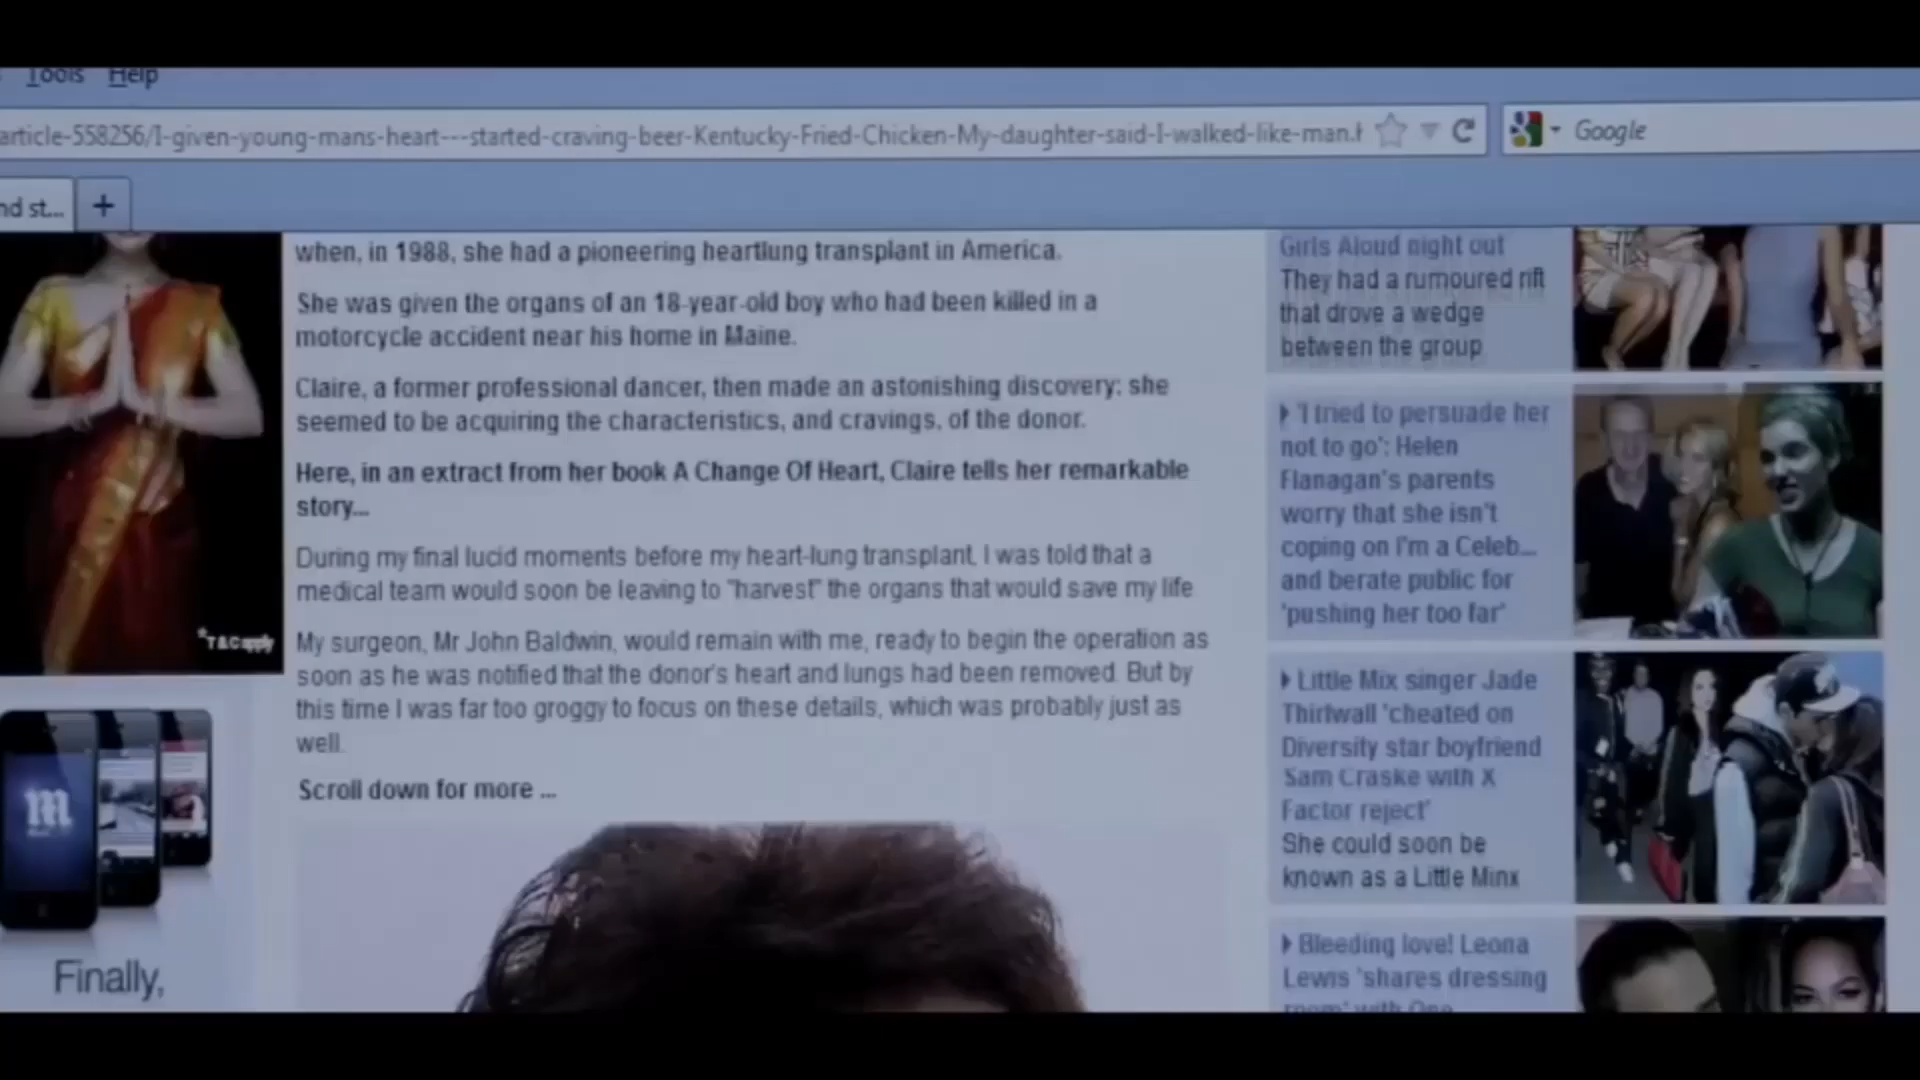 Tools Help
article-558256/I-given-young-mans-heart---started-craving-beer-Kentucky-Fried-Chicken-My-daughter-said-I-walked-like-man.h
Google
nd st...
+
when, in 1988, she had a pioneering heartlung transplant in America.
She was given the organs of an 18-year-old boy who had been killed in a
motorcycle accident near his home in Maine.
Claire, a former professional dancer, then made an astonishing discovery: she
seemed to be acquiring the characteristics, and cravings, of the donor.
Here, in an extract from her book A Change Of Heart, Claire tells her remarkable
story...
During my final lucid moments before my heart-lung transplant, I was told that a
medical team would soon be leaving to "harvest" the organs that would save my life
My surgeon, Mr John Baldwin, would remain with me, ready to begin the operation as
soon as he was notified that the donor's heart and lungs had been removed. But by
this time I was far too groggy to focus on these details, which was probably just as
well.
Scroll down for more ...
*T&C apply
m
Finally,
Girls Aloud night out
They had a rumoured rift
that drove a wedge
between the group
'I tried to persuade her
not to go': Helen
Flanagan's parents
worry that she isn't
coping on I'm a Celeb...
and berate public for
'pushing her too far'
Little Mix singer Jade
Thirlwall 'cheated on
Diversity star boyfriend
Sam Craske with X
Factor reject'
She could soon be
known as a Little Minx
Bleeding love! Leona
Lewis 'shares dressing
room' with One